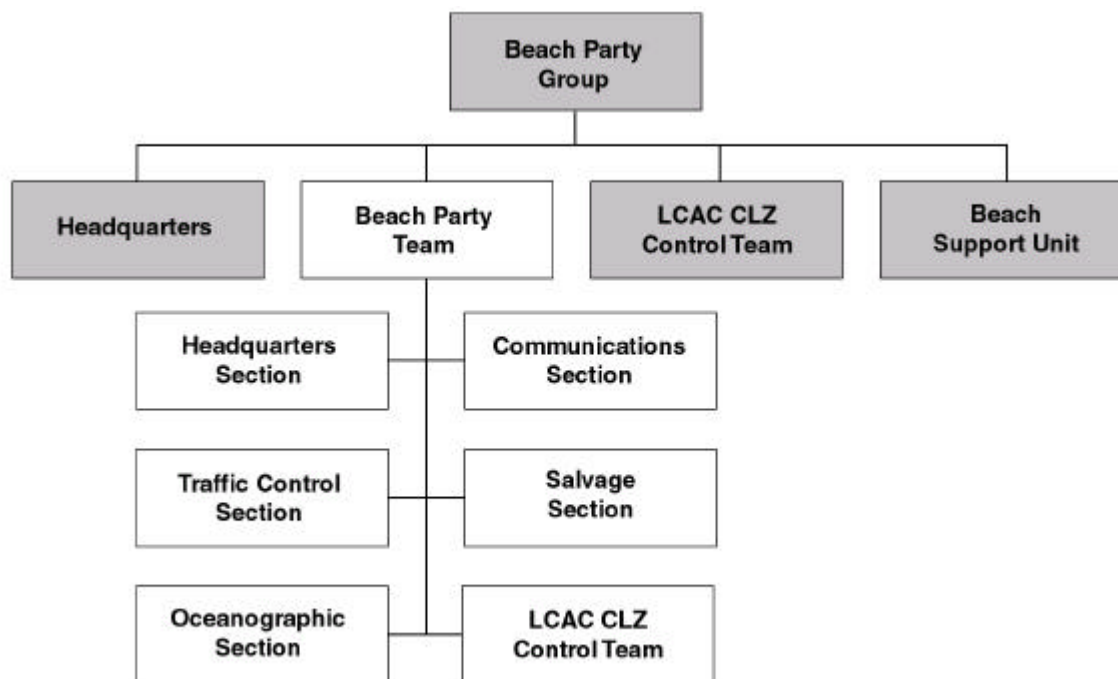 Beach Party
Group
Headquarters
Beach Party
Team
LCAC CLZ
Control Team
Beach
Support Unit
Headquarters
Section
Communications
Section
Traffic Control
Section
Salvage
Section
Oceanographic
Section
LCAC CLZ
Control Team